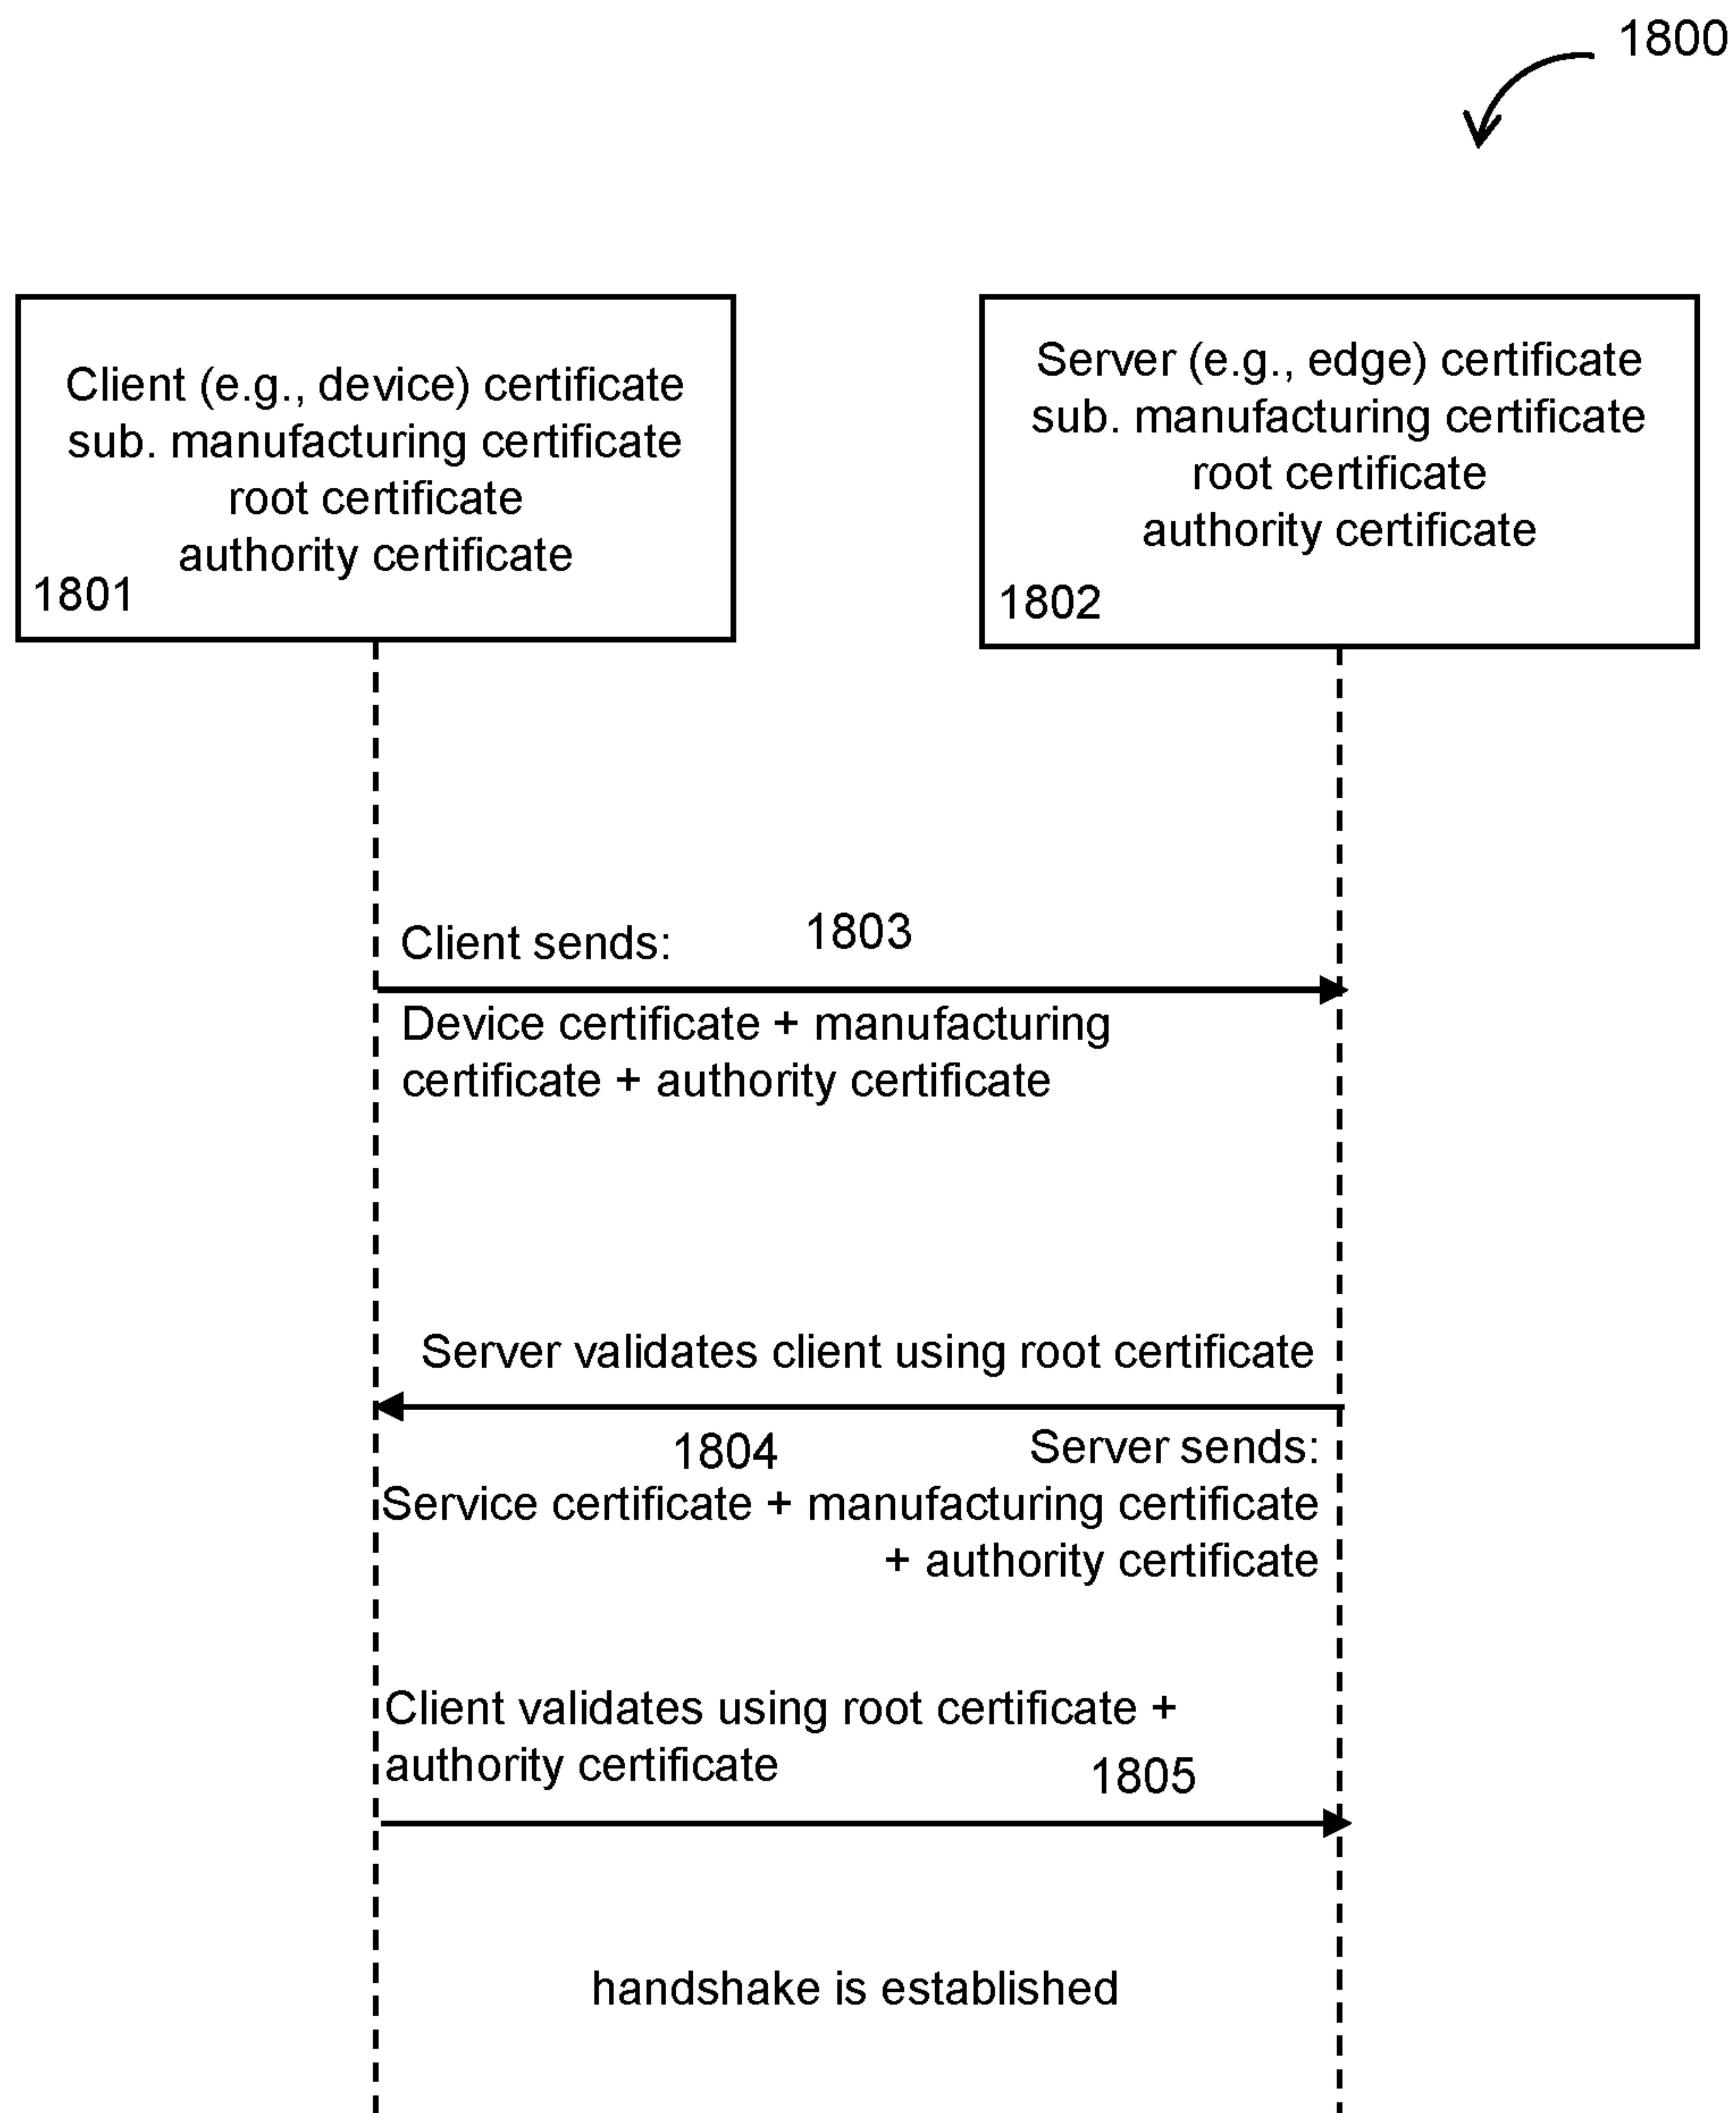 1800
Client (e.g., device) certificate
sub. manufacturing certificate
root certificate
authority certificate
1801
Server (e.g., edge) certificate
sub. manufacturing certificate
root certificate
authority certificate
1802
Client sends:
1803
Device certificate + manufacturing
certificate + authority certificate
Server validates client using root certificate
1804
Server sends:
Service certificate + manufacturing certificate
+ authority certificate
Client validates using root certificate +
authority certificate
1805
handshake is established